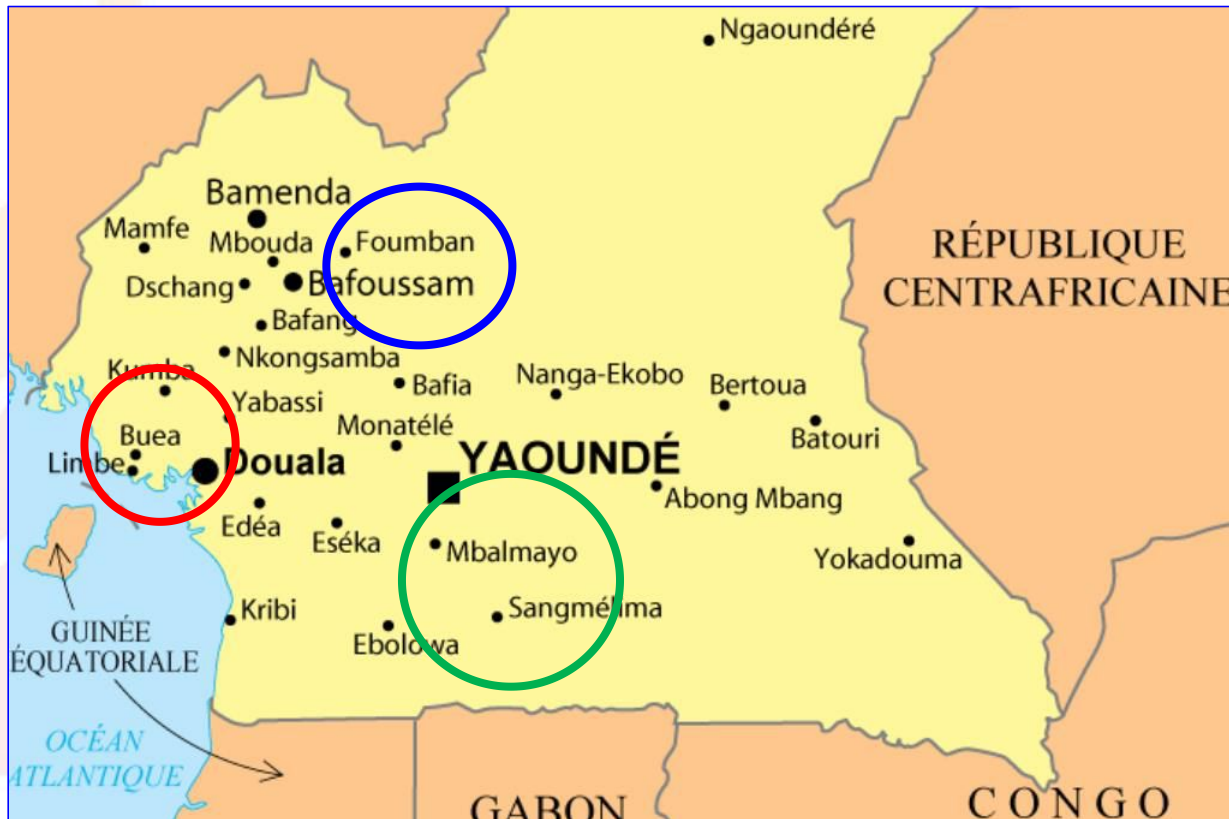 Ngaoundéré
Bamenda
Mamfe
Mbouda
Foumban
RÉPUBLIQUE
CENTRAFRICAINE
Dschang
Bafoussam
Bafang
Nkongsamba
Kumba
Bafia
Nanga-Ekobo
Bertoua
Yabassi
Monatélé
Buea
Batouri
Limbe
Douala
YAOUNDÉ
Abong Mbang
Edéa
Eséka
Mbalmayo
Yokadouma
Kribi
Sangmélima
Ebolowa
GUINÉE
ÉQUATORIALE
OCÉAN
ATLANTIQUE
GABON
CONGO